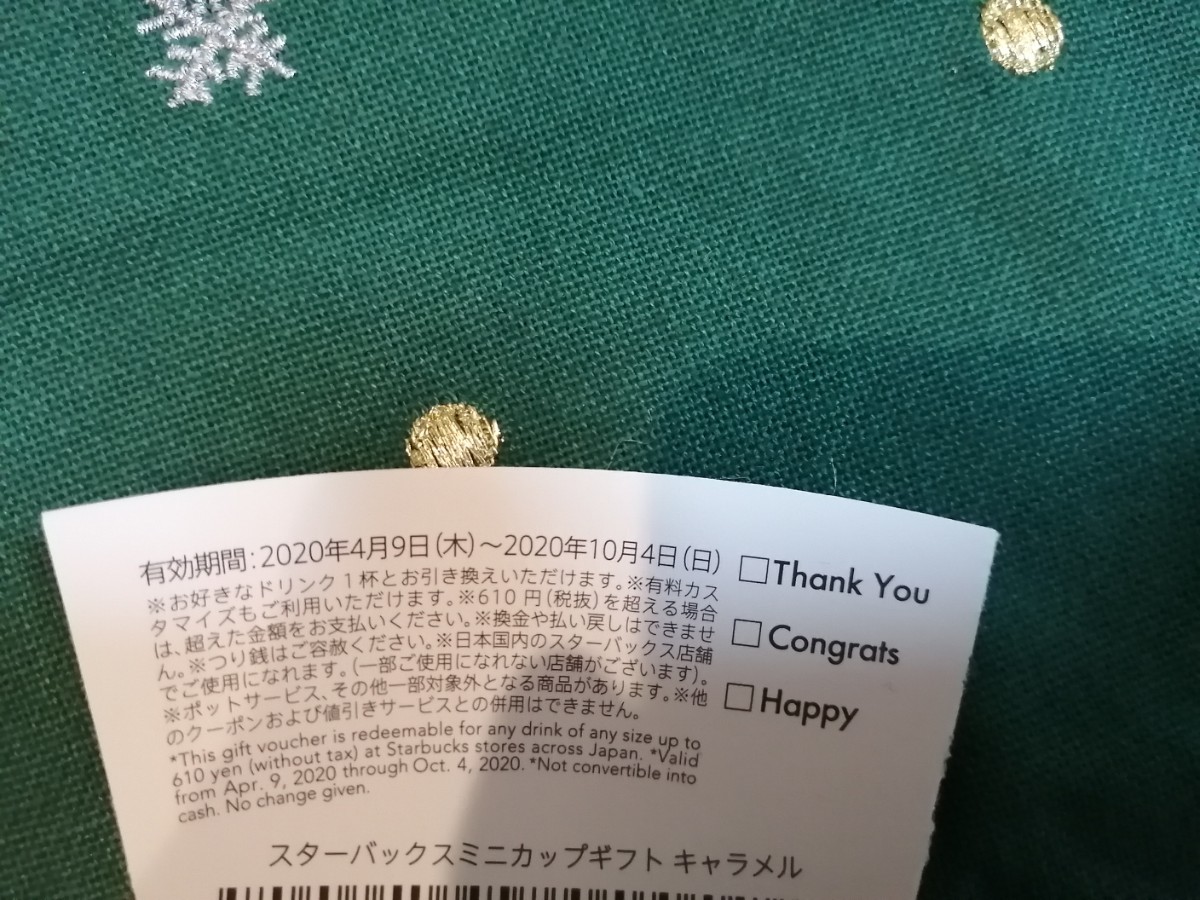 有効期間:2020年4月9日(木)～2020年10月4日(日)
※お好きなドリンク1杯とお引き換えいただけます。※有料カス
タマイズもご利用いただけます。※610円(税抜)を超える場合
は、超えた金額をお支払いください。※換金や払い戻しはできませ
ん。※つり銭はご容赦ください。※日本国内のスターバックス店舗
でご使用になれます。(一部ご使用になれない店舗がございます)。
※ポットサービス、その他一部対象外となる商品があります。※他
のクーポンおよび値引きサービスとの併用はできません。
*This gift voucher is redeemable for any drink of any size up to
610 yen (without tax) at Starbucks stores across Japan. *Valid
from Apr. 9, 2020 through Oct. 4, 2020. *Not convertible into
cash. No change given.
□Thank You
□Congrats
□Happy
スターバックスミニカップギフト キャラメル